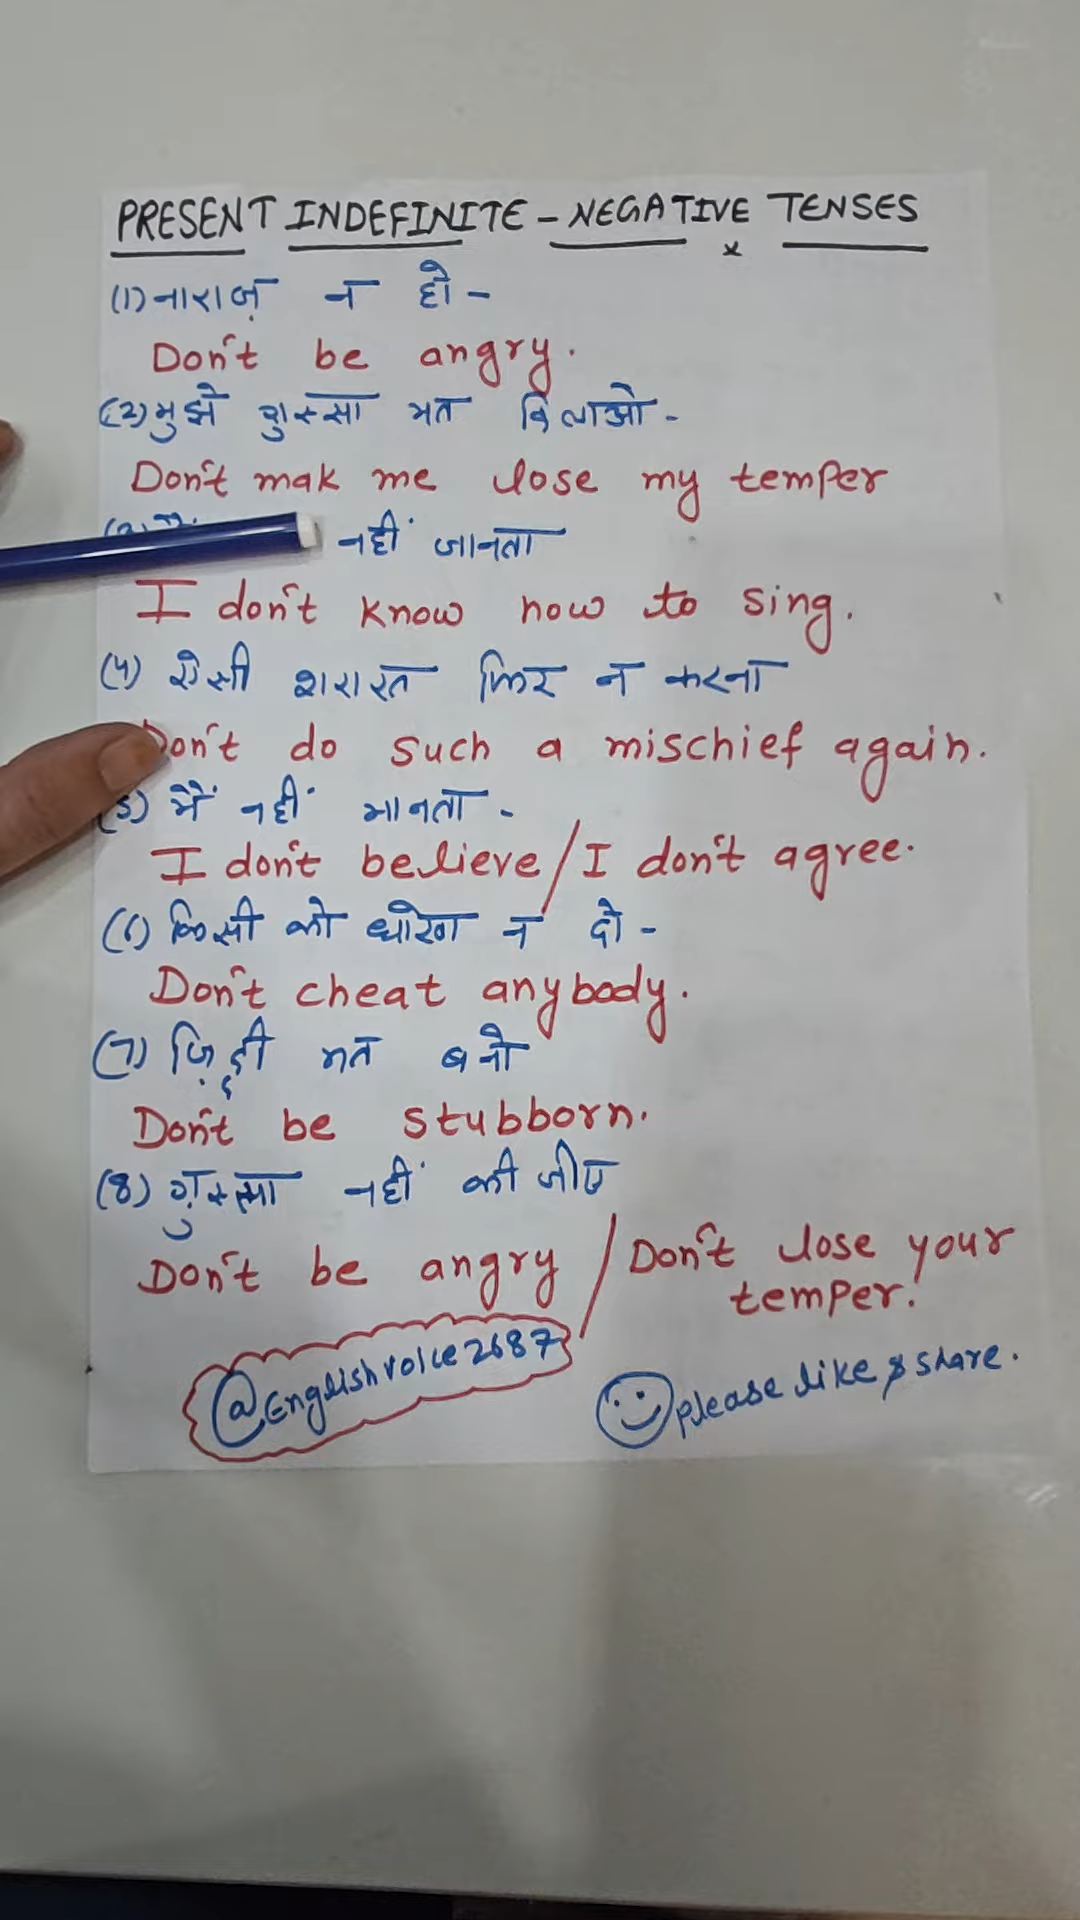 PRESENT INDEFINITE - NEGATIVE TENSES
x
(1) नाराज़ न हो -
Don't be angry.
(2) मुझे गुस्सा मत दिलाओ -
Don't mak me lose my temper
नहीं जानता
I don't know how to sing.
(4) ऐसी शरारत फिर न करना
Don't do such a mischief again.
(5) मैं नहीं मानता -
I don't believe / I don't agree.
(6) किसी को धोखा न दो -
Don't cheat anybody.
(7) ज़िद्दी मत बनो
Don't be stubborn.
(8) गुस्सा नहीं कीजीए
Don't be angry / Don't lose your temper.
@Englishvoice2687
please like & share.